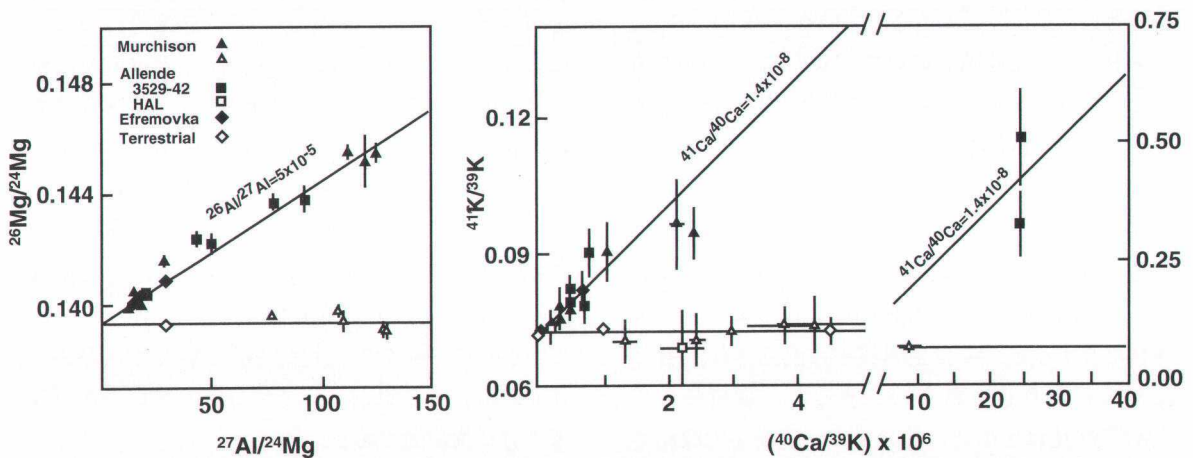 Murchison
Allende
3529-42
HAL
Efremovka
Terrestrial
0.148
0.144
0.140
26Mg/24Mg
26Al/27Al=5x10-5
50
100
150
27Al/24Mg
0.12
0.09
0.06
41K/39K
41Ca/40Ca=1.4x10-8
0
2
4
41Ca/40Ca=1.4x10-8
10
20
30
40
0.75
0.50
0.25
0.00
(40Ca/39K) x 106